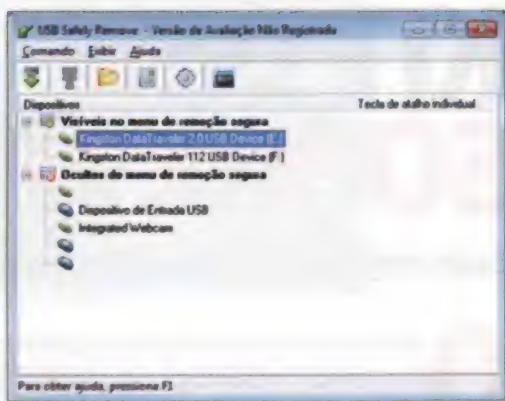 USB Safely Remove - Versão de Avaliação Não Registrada
Comando Exibir Ajuda
Dispositivos Tecla de atalho individual
Visíveis no menu de remoção segura
Kingston DataTraveler 2.0 USB Device (E:)
Kingston DataTraveler 112 USB Device (F:)
Ocultos do menu de remoção segura
Dispositivo de Entrada USB
Integrated Webcam
Para obter ajuda, pressione F1